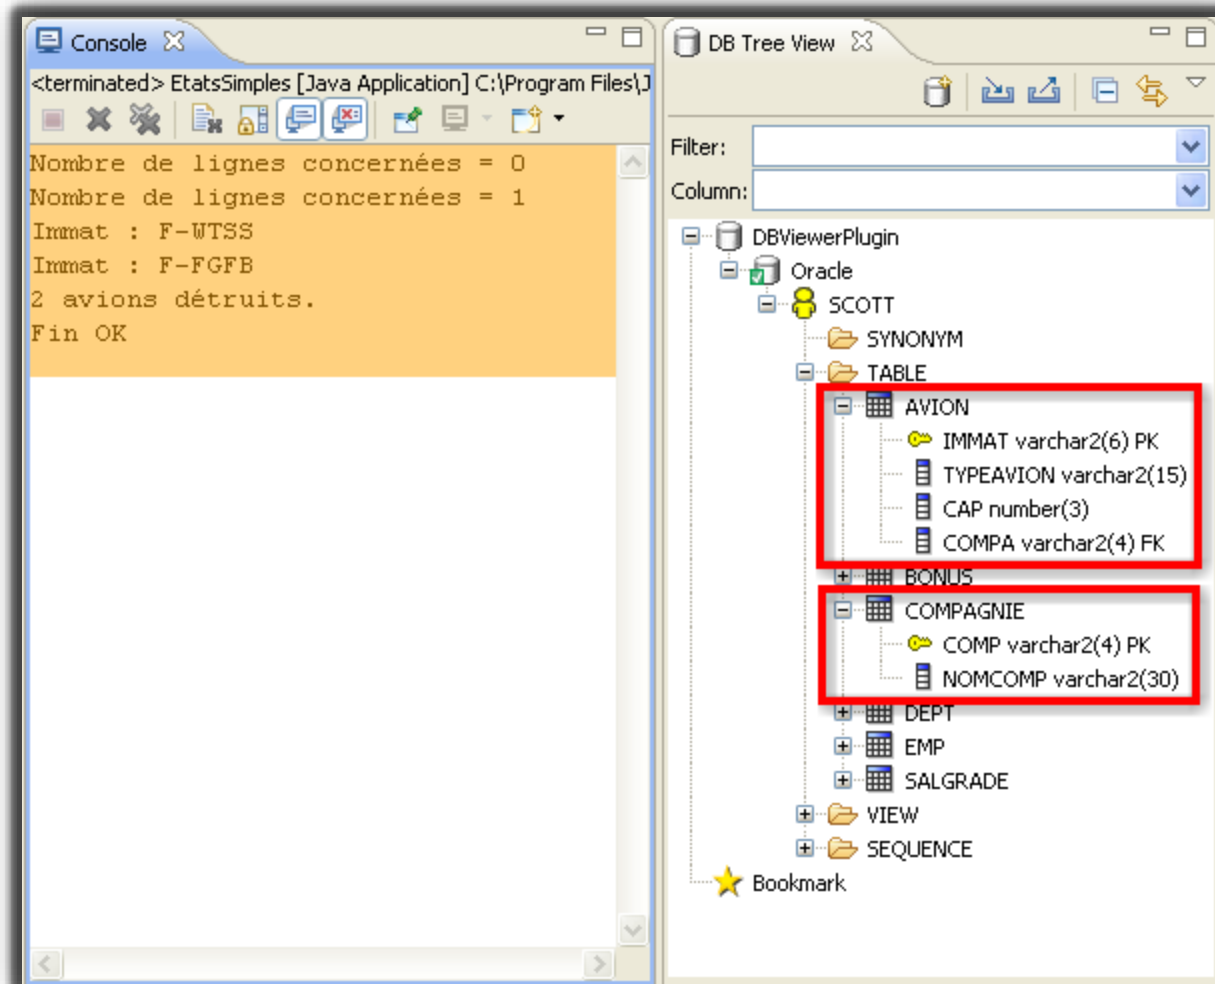 Console
<terminated> EtatsSimples [Java Application] C:\Program Files\J
Nombre de lignes concernées = 0
Nombre de lignes concernées = 1
Immat : F-WTSS
Immat : F-FGFB
2 avions détruits.
Fin OK
DB Tree View
Filter:
Column:
DBViewerPlugin
Oracle
SCOTT
SYNONYM
TABLE
AVION
IMMAT varchar2(6) PK
TYPEAVION varchar2(15)
CAP number(3)
COMPA varchar2(4) FK
BONUS
COMPAGNIE
COMP varchar2(4) PK
NOMCOMP varchar2(30)
DEPT
EMP
SALGRADE
VIEW
SEQUENCE
Bookmark